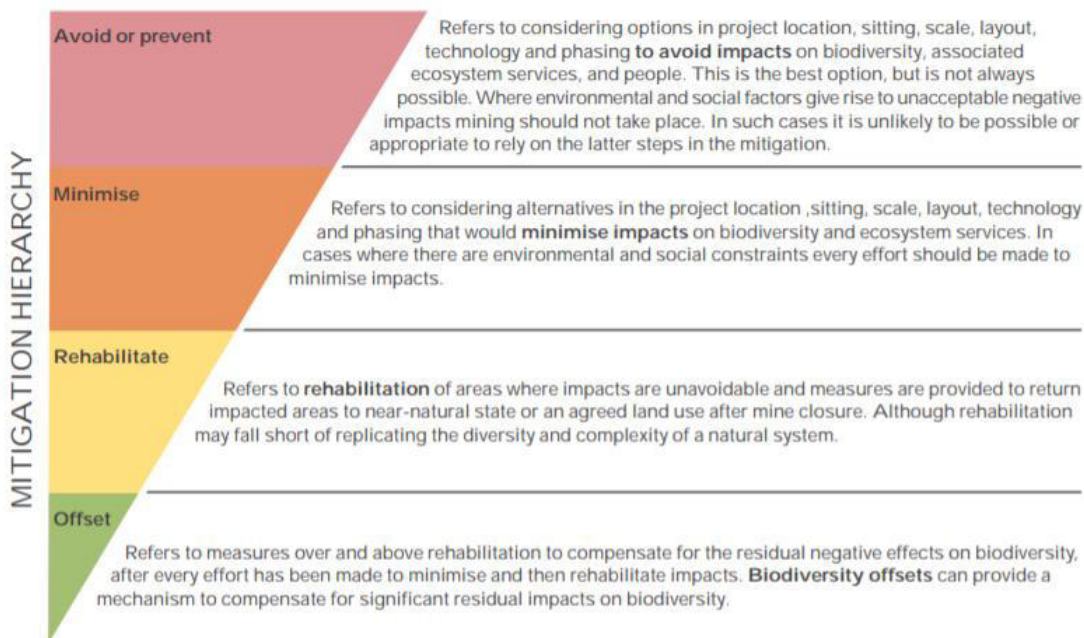 MITIGATION HIERARCHY
Avoid or prevent
Refers to considering options in project location, sitting, scale, layout,
technology and phasing to avoid impacts on biodiversity, associated
ecosystem services, and people. This is the best option, but is not always
possible. Where environmental and social factors give rise to unacceptable negative
impacts mining should not take place. In such cases it is unlikely to be possible or
appropriate to rely on the latter steps in the mitigation.
Minimise
Refers to considering alternatives in the project location ,sitting, scale, layout, technology
and phasing that would minimise impacts on biodiversity and ecosystem services. In
cases where there are environmental and social constraints every effort should be made to
minimise impacts.
Rehabilitate
Refers to rehabilitation of areas where impacts are unavoidable and measures are provided to return
impacted areas to near-natural state or an agreed land use after mine closure. Although rehabilitation
may fall short of replicating the diversity and complexity of a natural system.
Offset
Refers to measures over and above rehabilitation to compensate for the residual negative effects on biodiversity,
after every effort has been made to minimise and then rehabilitate impacts. Biodiversity offsets can provide a
mechanism to compensate for significant residual impacts on biodiversity.